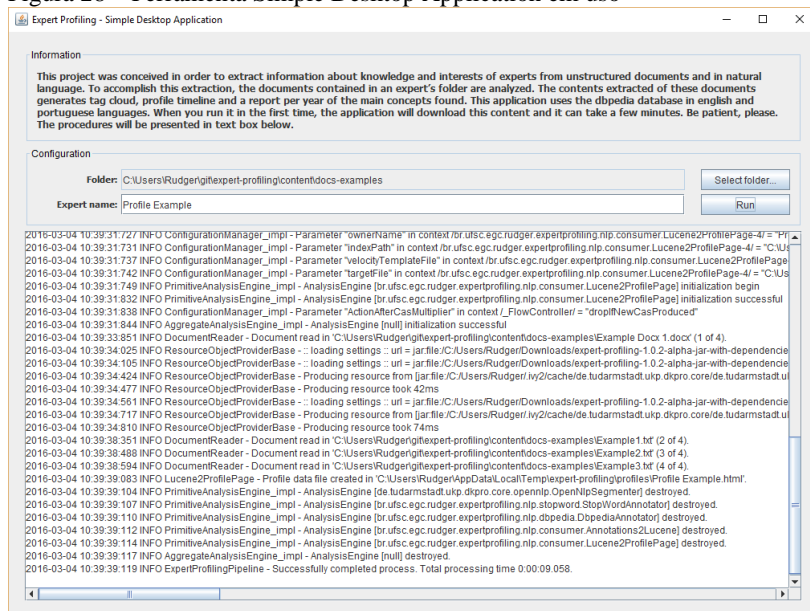 Figura 26 - Ferramenta Simple Desktop Application em uso
Expert Profiling - Simple Desktop Application
Information
This project was conceived in order to extract information about knowledge and interests of experts from unstructured documents and in natural
language. To accomplish this extraction, the documents contained in an expert's folder are analyzed. The contents extracted of these documents
generates tag cloud, profile timeline and a report per year of the main concepts found. This application uses the dbpedia database in english and
portuguese languages. When you run it in the first time, the application will download this content and it can take a few minutes. Be patient, please.
The procedures will be presented in text box below.
Configuration
Folder: C:\Users\Rudger\git\expert-profiling\content\docs-examples Select folder...
Expert name: Profile Example Run
2016-03-04 10:39:31:727 INFO ConfigurationManager_impl - Parameter "ownerName" in context /br.ufsc.egc.rudger.expertprofiling.nlp.consumer.Lucene2ProfilePage-4/ = "Pr
2016-03-04 10:39:31:731 INFO ConfigurationManager_impl - Parameter "indexPath" in context /br.ufsc.egc.rudger.expertprofiling.nlp.consumer.Lucene2ProfilePage-4/ = "C:\Us
2016-03-04 10:39:31:737 INFO ConfigurationManager_impl - Parameter "velocityTemplateFile" in context /br.ufsc.egc.rudger.expertprofiling.nlp.consumer.Lucene2ProfilePage-
2016-03-04 10:39:31:742 INFO ConfigurationManager_impl - Parameter "targetFile" in context /br.ufsc.egc.rudger.expertprofiling.nlp.consumer.Lucene2ProfilePage-4/ = "C:\Us
2016-03-04 10:39:31:749 INFO PrimitiveAnalysisEngine_impl - AnalysisEngine [br.ufsc.egc.rudger.expertprofiling.nlp.consumer.Lucene2ProfilePage] initialization begin
2016-03-04 10:39:31:832 INFO PrimitiveAnalysisEngine_impl - AnalysisEngine [br.ufsc.egc.rudger.expertprofiling.nlp.consumer.Lucene2ProfilePage] initialization successful
2016-03-04 10:39:31:838 INFO ConfigurationManager_impl - Parameter "ActionAfterCasMultiplier" in context /_FlowController/ = "dropIfNewCasProduced"
2016-03-04 10:39:31:844 INFO AggregateAnalysisEngine_impl - AnalysisEngine [null] initialization successful
2016-03-04 10:39:33:851 INFO DocumentReader - Document read in 'C:\Users\Rudger\git\expert-profiling\content\docs-examples\Example Docx 1.docx' (1 of 4).
2016-03-04 10:39:34:025 INFO ResourceObjectProviderBase - :: loading settings :: url = jar:file:/C:/Users/Rudger/Downloads/expert-profiling-1.0.2-alpha-jar-with-dependencie
2016-03-04 10:39:34:105 INFO ResourceObjectProviderBase - :: loading settings :: url = jar:file:/C:/Users/Rudger/Downloads/expert-profiling-1.0.2-alpha-jar-with-dependencie
2016-03-04 10:39:34:424 INFO ResourceObjectProviderBase - Producing resource from [jar:file:/C:/Users/Rudger/.ivy2/cache/de.tudarmstadt.ukp.dkpro.core/de.tudarmstadt.ul
2016-03-04 10:39:34:477 INFO ResourceObjectProviderBase - Producing resource took 42ms
2016-03-04 10:39:34:561 INFO ResourceObjectProviderBase - :: loading settings :: url = jar:file:/C:/Users/Rudger/Downloads/expert-profiling-1.0.2-alpha-jar-with-dependencie
2016-03-04 10:39:34:717 INFO ResourceObjectProviderBase - Producing resource from [jar:file:/C:/Users/Rudger/.ivy2/cache/de.tudarmstadt.ukp.dkpro.core/de.tudarmstadt.ul
2016-03-04 10:39:34:810 INFO ResourceObjectProviderBase - Producing resource took 74ms
2016-03-04 10:39:38:351 INFO DocumentReader - Document read in 'C:\Users\Rudger\git\expert-profiling\content\docs-examples\Example1.txt' (2 of 4).
2016-03-04 10:39:38:488 INFO DocumentReader - Document read in 'C:\Users\Rudger\git\expert-profiling\content\docs-examples\Example2.txt' (3 of 4).
2016-03-04 10:39:38:594 INFO DocumentReader - Document read in 'C:\Users\Rudger\git\expert-profiling\content\docs-examples\Example3.txt' (4 of 4).
2016-03-04 10:39:39:083 INFO Lucene2ProfilePage - Profile data file created in 'C:\Users\Rudger\AppData\Local\Temp\expert-profiling\profiles\Profile Example.html'.
2016-03-04 10:39:39:104 INFO PrimitiveAnalysisEngine_impl - AnalysisEngine [de.tudarmstadt.ukp.dkpro.core.opennlp.OpenNlpSegmenter] destroyed.
2016-03-04 10:39:39:107 INFO PrimitiveAnalysisEngine_impl - AnalysisEngine [br.ufsc.egc.rudger.expertprofiling.nlp.stopword.StopWordAnnotator] destroyed.
2016-03-04 10:39:39:110 INFO PrimitiveAnalysisEngine_impl - AnalysisEngine [br.ufsc.egc.rudger.expertprofiling.nlp.dbpedia.DbpediaAnnotator] destroyed.
2016-03-04 10:39:39:112 INFO PrimitiveAnalysisEngine_impl - AnalysisEngine [br.ufsc.egc.rudger.expertprofiling.nlp.consumer.Annotations2Lucene] destroyed.
2016-03-04 10:39:39:114 INFO PrimitiveAnalysisEngine_impl - AnalysisEngine [br.ufsc.egc.rudger.expertprofiling.nlp.consumer.Lucene2ProfilePage] destroyed.
2016-03-04 10:39:39:117 INFO AggregateAnalysisEngine_impl - AnalysisEngine [null] destroyed.
2016-03-04 10:39:39:119 INFO ExpertProfilingPipeline - Successfully completed process. Total processing time 0:00:09.058.